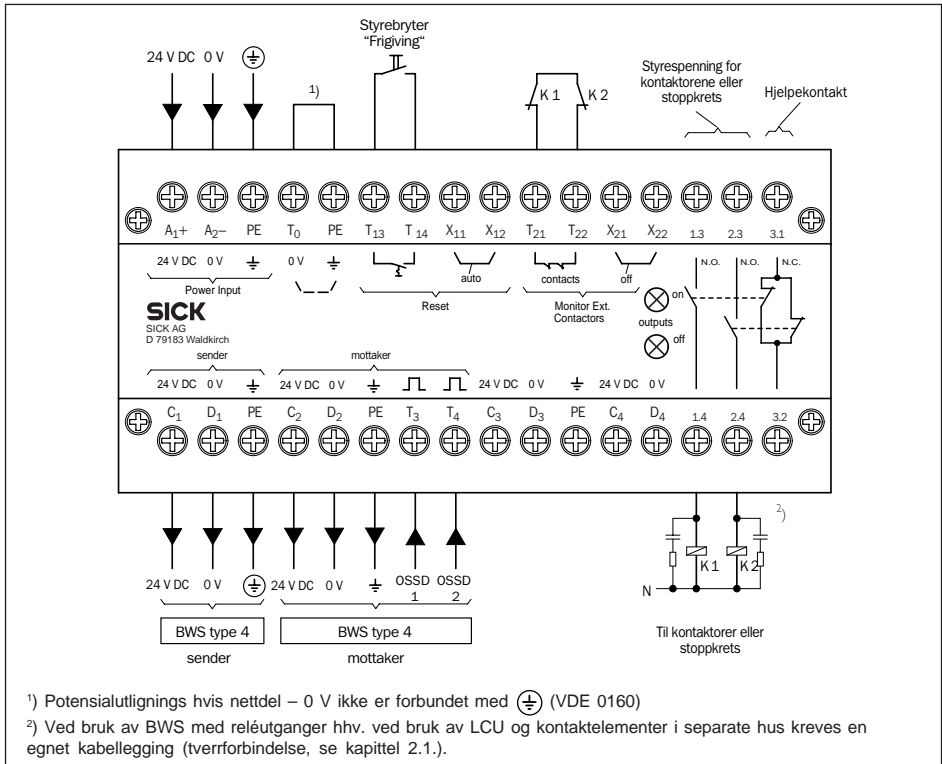 Styrebryter
"Frigiving"
24 V DC 0 V
1)
K 1 K 2
Styrespenning for
kontaktorene eller
stoppkrets
Hjelpekontakt
A1+ A2– PE T0 PE T13 T14 X11 X12 T21 T22 X21 X22 1.3 2.3 3.1
24 V DC 0 V 0 V auto contacts off N.O. N.O. N.C.
Power Input Reset Monitor Ext.
Contactors
on
outputs
off
SICK
SICK AG
D 79183 Waldkirch
sender mottaker
24 V DC 0 V 24 V DC 0 V 24 V DC 0 V 24 V DC 0 V
C1 D1 PE C2 D2 PE T3 T4 C3 D3 PE C4 D4 1.4 2.4 3.2
2)
K 1 K 2
N
24 V DC 0 V 24 V DC 0 V OSSD OSSD
1 2
BWS type 4 BWS type 4
sender mottaker
Til kontaktorer eller
stoppkrets
1) Potensialutlignings hvis nettdel – 0 V ikke er forbundet med (VDE 0160)
2) Ved bruk av BWS med reléutganger hhv. ved bruk av LCU og kontaktelementer i separate hus kreves en
egnet kabellegging (tverrforbindelse, se kapittel 2.1.).